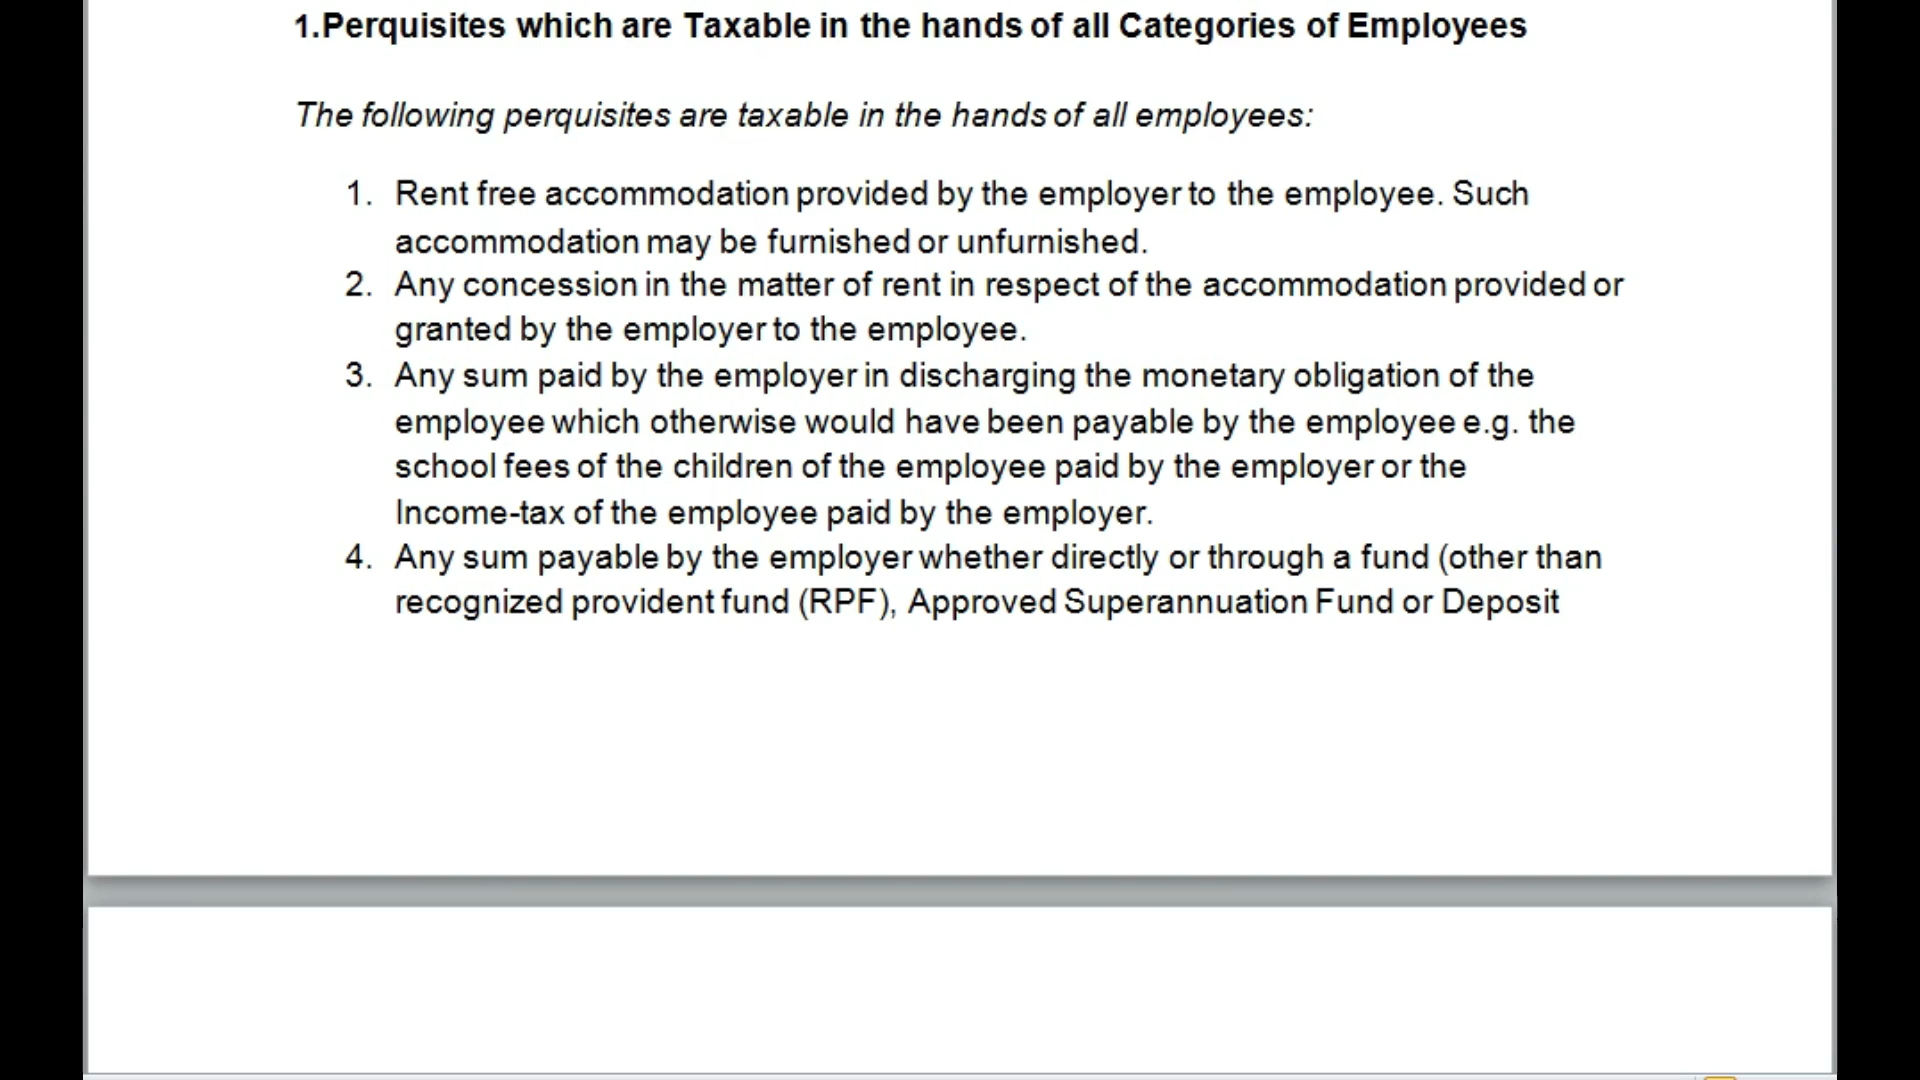 1.Perquisites which are Taxable in the hands of all Categories of Employees
The following perquisites are taxable in the hands of all employees:
1. Rent free accommodation provided by the employer to the employee. Such
accommodation may be furnished or unfurnished.
2. Any concession in the matter of rent in respect of the accommodation provided or
granted by the employer to the employee.
3. Any sum paid by the employer in discharging the monetary obligation of the
employee which otherwise would have been payable by the employee e.g. the
school fees of the children of the employee paid by the employer or the
Income-tax of the employee paid by the employer.
4. Any sum payable by the employer whether directly or through a fund (other than
recognized provident fund (RPF), Approved Superannuation Fund or Deposit